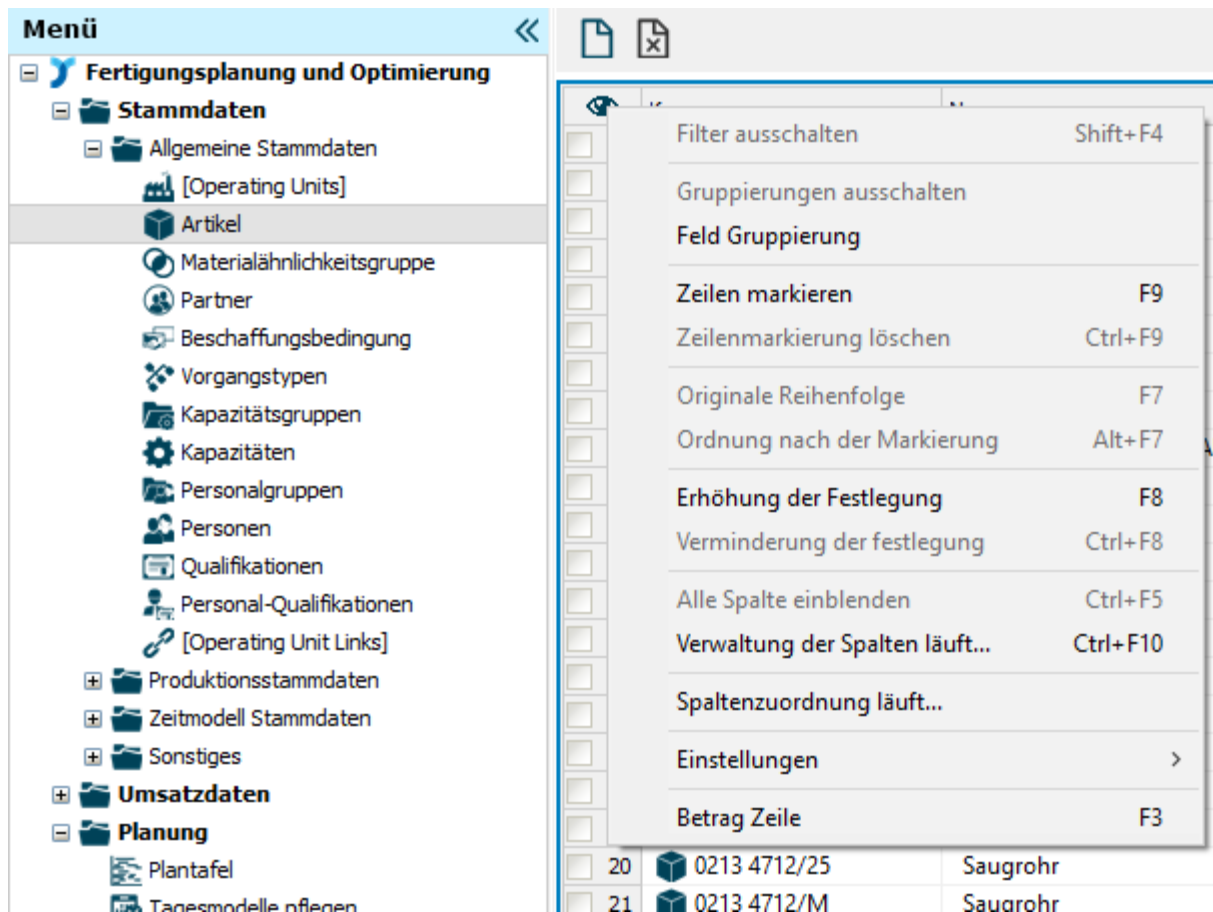 Menü
Fertigungsplanung und Optimierung
Stammdaten
Allgemeine Stammdaten
[Operating Units]
Artikel
Materialähnlichkeitsgruppe
Partner
Beschaffungsbedingung
Vorgangstypen
Kapazitätsgruppen
Kapazitäten
Personalgruppen
Personen
Qualifikationen
Personal-Qualifikationen
[Operating Unit Links]
Produktionsstammdaten
Zeitmodell Stammdaten
Sonstiges
Umsatzdaten
Planung
Plantafel
Tagesmodelle pflegen
Filter ausschalten Shift+F4
Gruppierungen ausschalten
Feld Gruppierung
Zeilen markieren F9
Zeilenmarkierung löschen Ctrl+F9
Originale Reihenfolge F7
Ordnung nach der Markierung Alt+F7
Erhöhung der Festlegung F8
Verminderung der festlegung Ctrl+F8
Alle Spalte einblenden Ctrl+F5
Verwaltung der Spalten läuft... Ctrl+F10
Spaltenzuordnung läuft...
Einstellungen
Betrag Zeile F3
20 0213 4712/25 Saugrohr
21 0213 4712/M Saugrohr